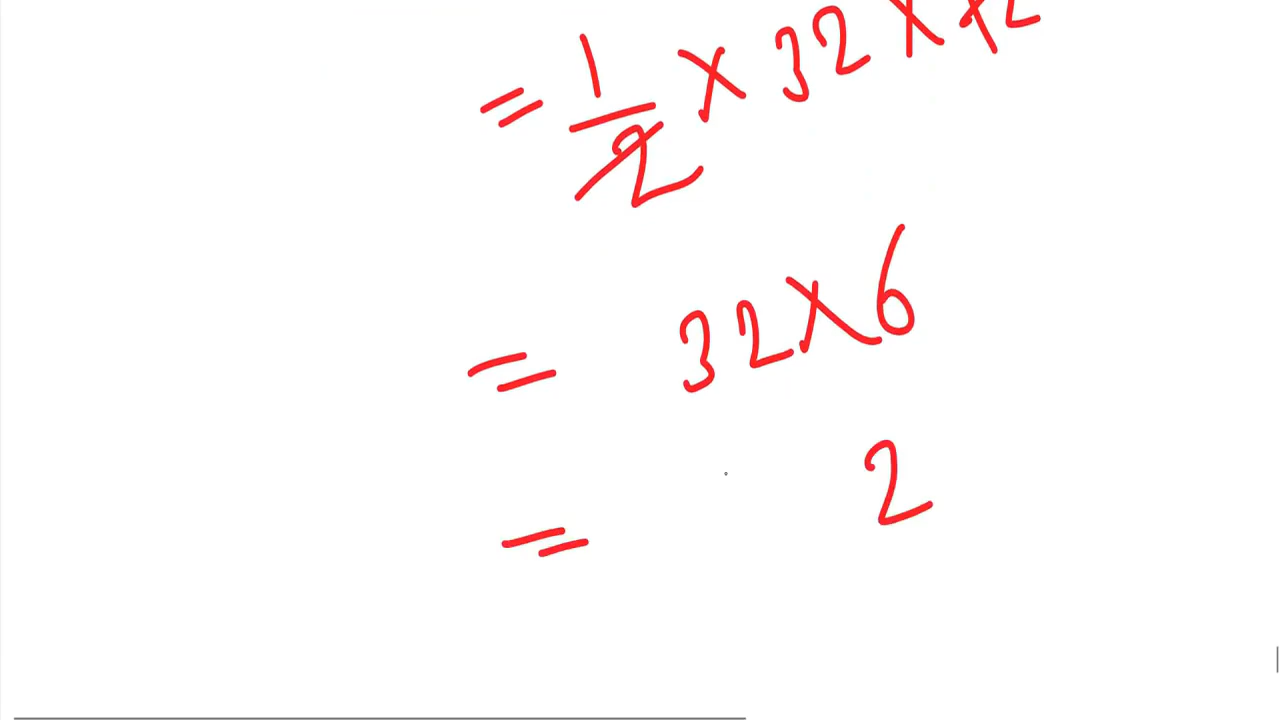 = 1/2 × 32 × 12
= 32 × 6
= 2